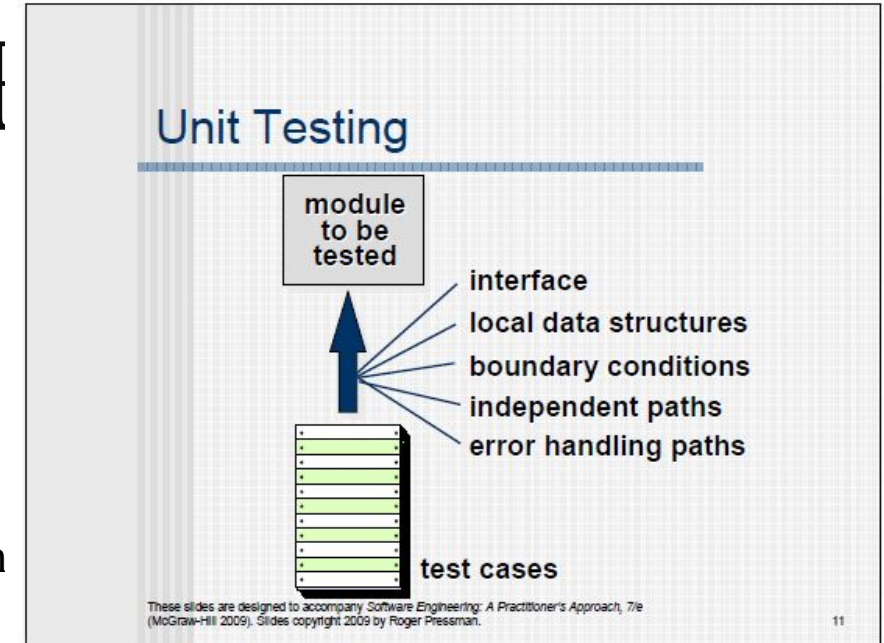 Unit Testing
module
to be
tested
interface
local data structures
boundary conditions
independent paths
error handling paths
test cases
These slides are designed to accompany Software Engineering: A Practitioner's Approach, 7/e
(McGraw-Hill 2009). Slides copyright 2009 by Roger Pressman.
11